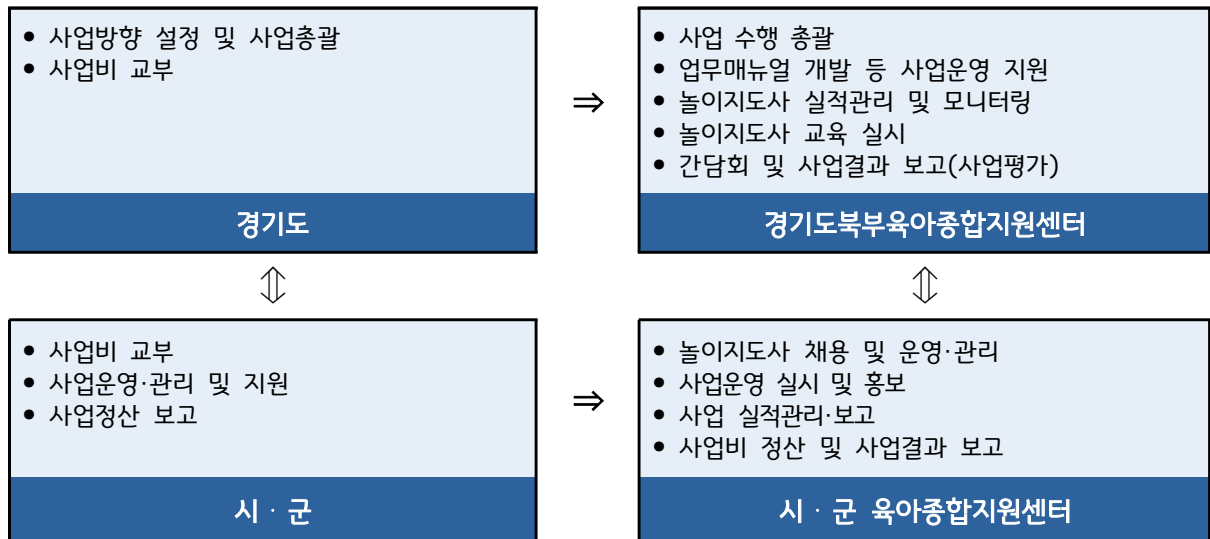 • 사업방향 설정 및 사업총괄
• 사업비 교부
경기도
⇒
• 사업 수행 총괄
• 업무매뉴얼 개발 등 사업운영 지원
• 놀이지도사 실적관리 및 모니터링
• 놀이지도사 교육 실시
• 간담회 및 사업결과 보고(사업평가)
경기도북부육아종합지원센터
⇕
⇕
• 사업비 교부
• 사업운영·관리 및 지원
• 사업정산 보고
시·군
⇒
• 놀이지도사 채용 및 운영·관리
• 사업운영 실시 및 홍보
• 사업 실적관리·보고
• 사업비 정산 및 사업결과 보고
시·군 육아종합지원센터